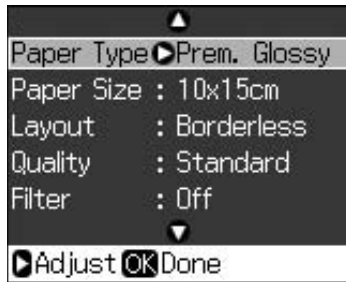 Paper Type Prem. Glossy
Paper Size : 10x15cm
Layout : Borderless
Quality : Standard
Filter : Off
Adjust OK Done